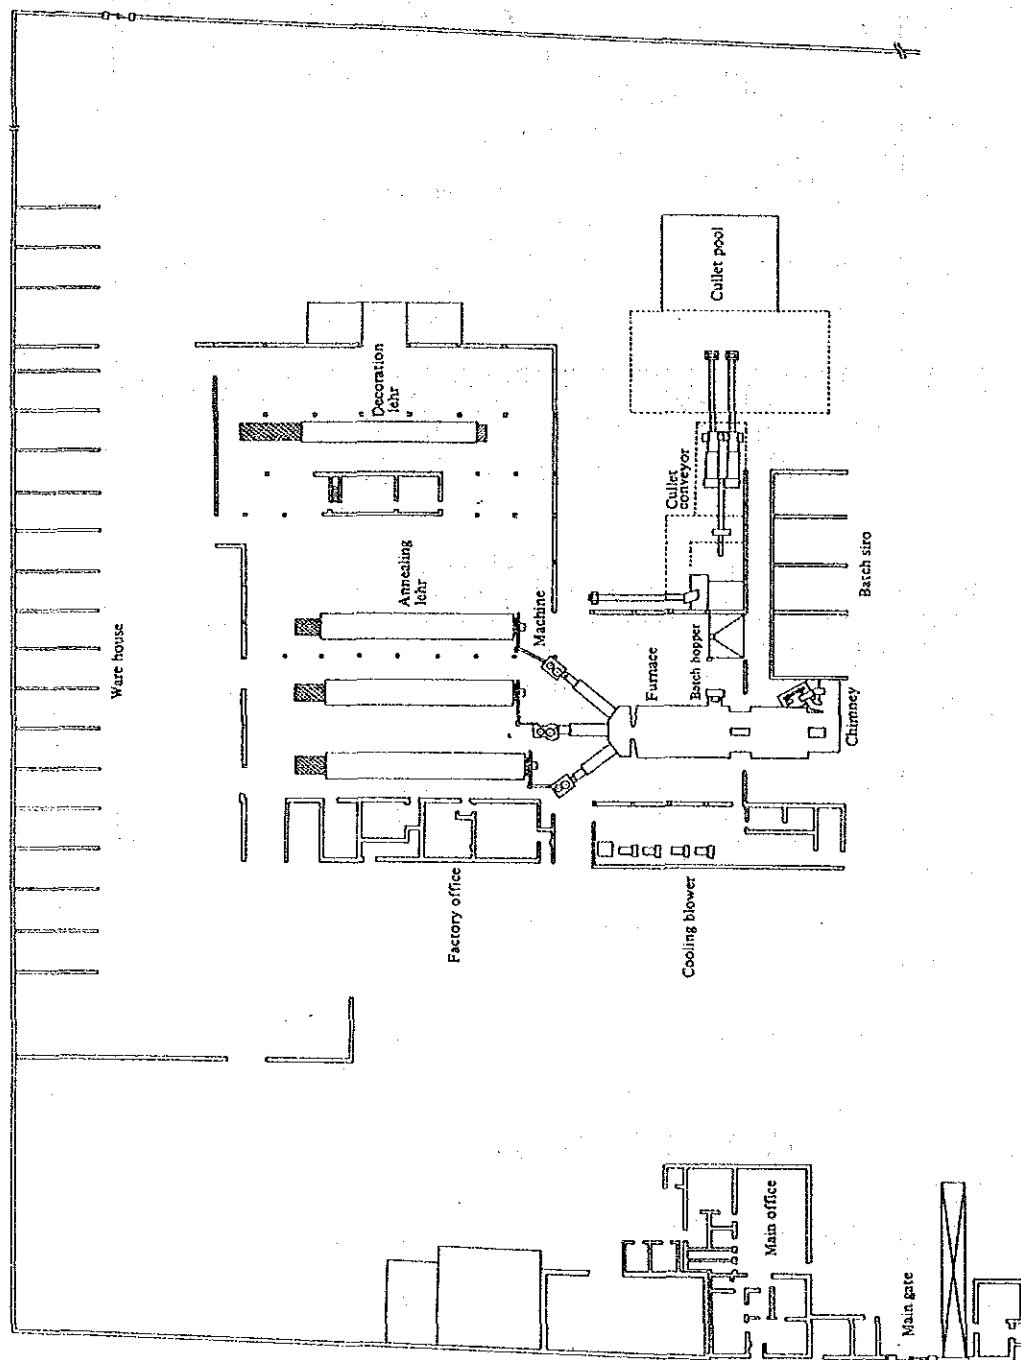 Ware house
Decoration
lehr
Annealing
lehr
Machine
Factory office
Cullet pool
Cullet
conveyor
Furnace
Batch hopper
Batch siro
Chimney
Cooling blower
Main office
Main gate